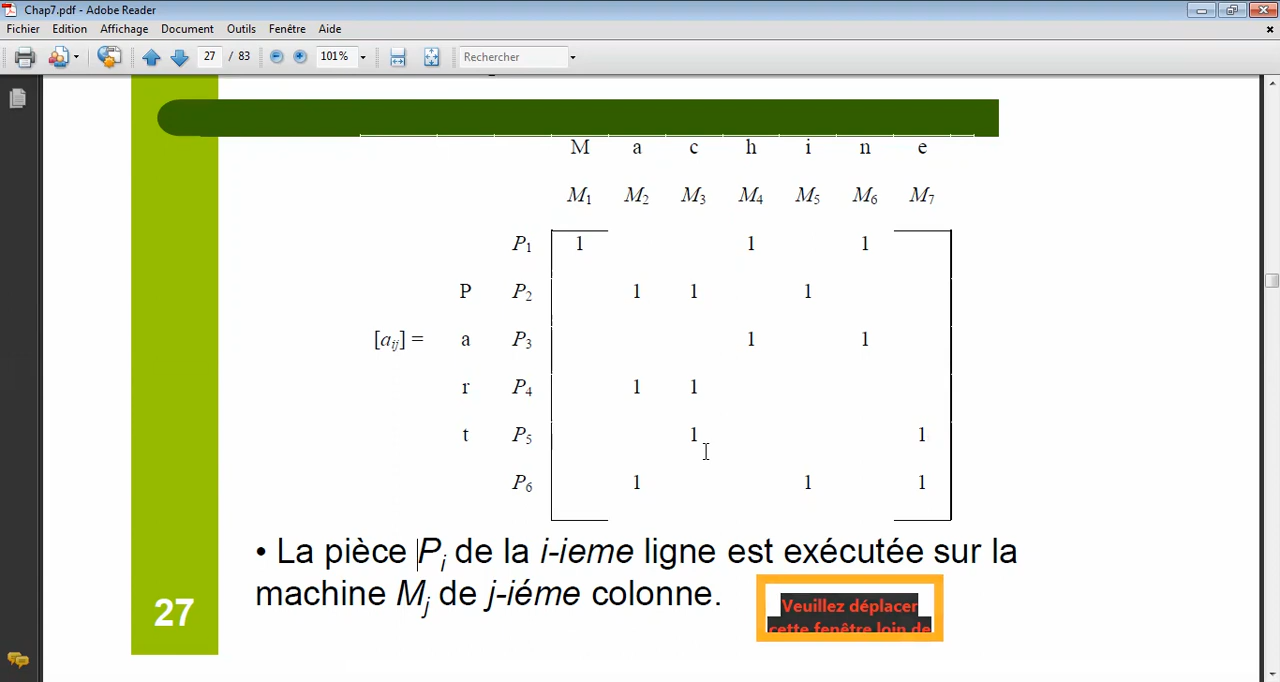 Chap7.pdf - Adobe Reader
Fichier Edition Affichage Document Outils Fenêtre Aide
27 / 83 101% Rechercher
M a c h i n e
M1 M2 M3 M4 M5 M6 M7
P1 1 1 1
P P2 1 1 1
[aij] = a P3 1 1
r P4 1 1
t P5 1 1
P6 1 1 1
• La pièce Pi de la i-ieme ligne est exécutée sur la
machine Mj de j-iéme colonne.
27
Veuillez déplacer
cette fenêtre loin de